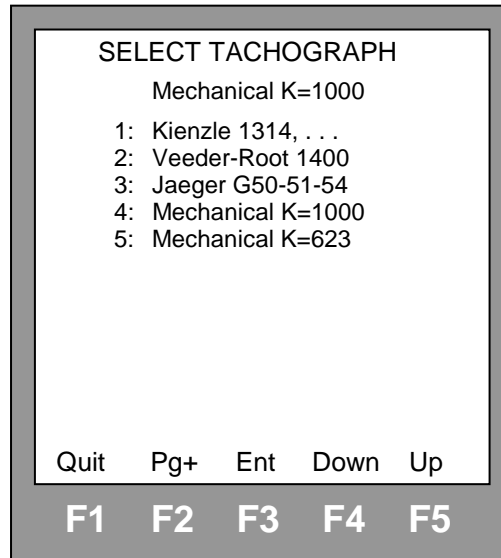 SELECT TACHOGRAPH
Mechanical K=1000
1: Kienzle 1314, . . .
2: Veeder-Root 1400
3: Jaeger G50-51-54
4: Mechanical K=1000
5: Mechanical K=623
Quit Pg+ Ent Down Up
F1 F2 F3 F4 F5